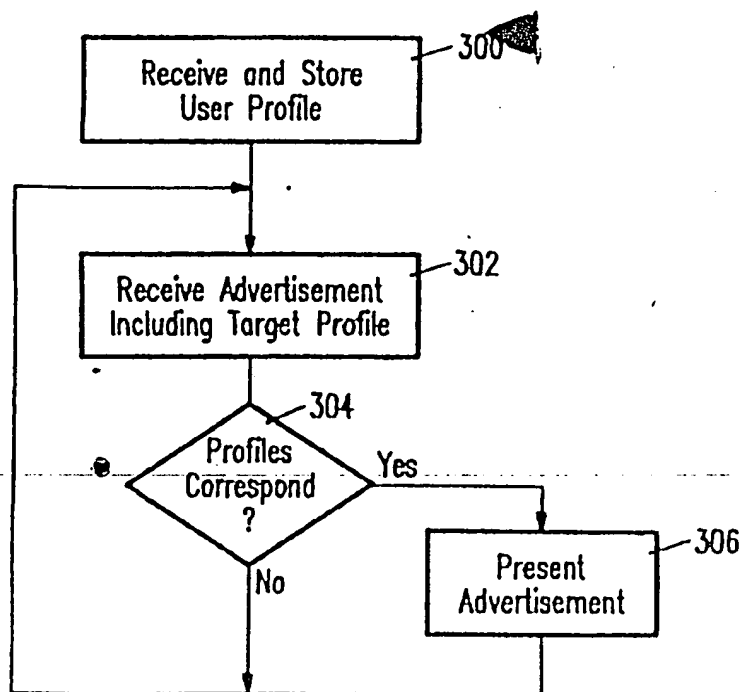 300
Receive and Store
User Profile
302
Receive Advertisement
Including Target Profile
304
Profiles
Correspond
?
Yes
No
306
Present
Advertisement